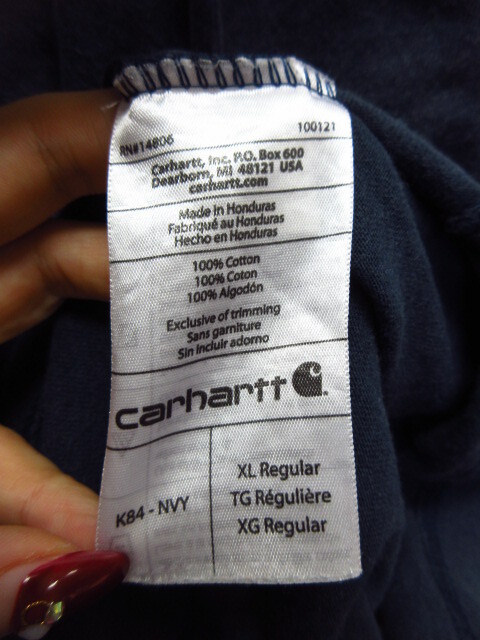 RN#14806 100121
Carhartt, Inc. P.O. Box 600
Dearborn, MI 48121 USA
carhartt.com
Made in Honduras
Fabriqué au Honduras
Hecho en Honduras
100% Cotton
100% Coton
100% Algodón
Exclusive of trimming
Sans garniture
Sin incluir adorno
carhartt
K84 - NVY
XL Regular
TG Régulière
XG Regular